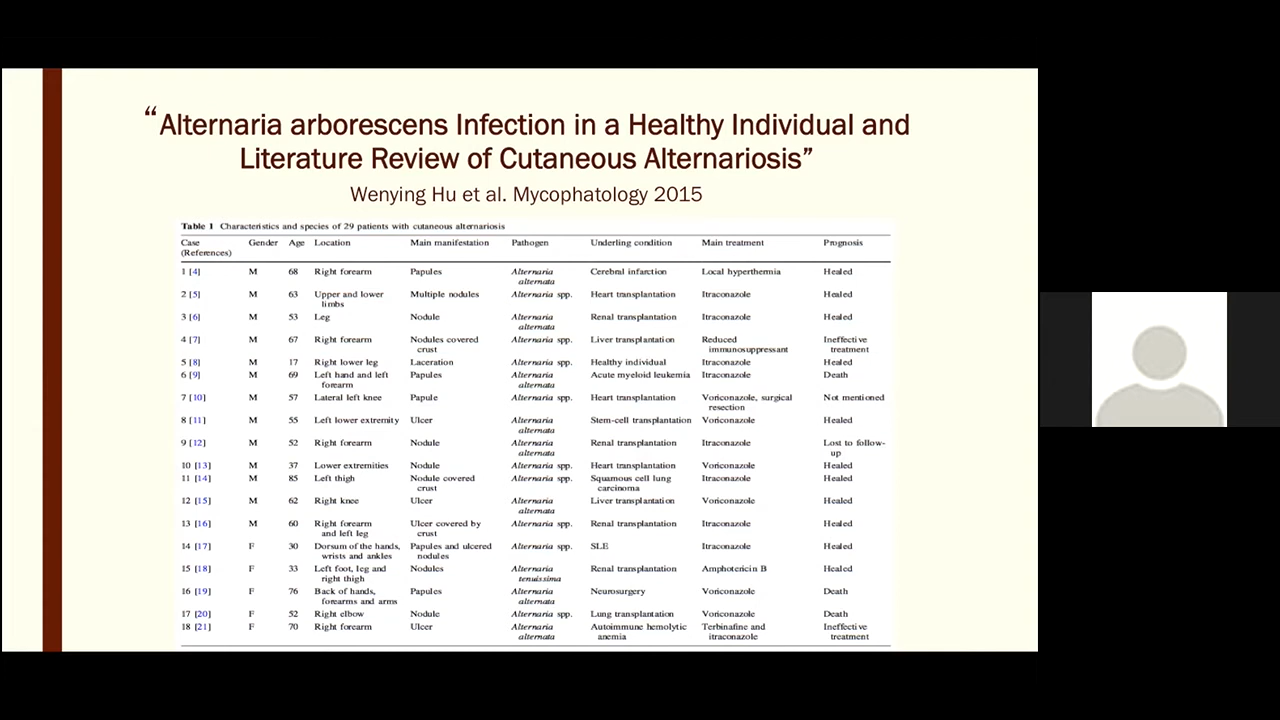 “Alternaria arborescens Infection in a Healthy Individual and
Literature Review of Cutaneous Alternariosis”
Wenying Hu et al. Mycophatology 2015
Table 1 Characteristics and species of 29 patients with cutaneous alternariosis
Case (References) Gender Age Location Main manifestation Pathogen Underling condition Main treatment Prognosis
1 [4] M 68 Right forearm Papules Alternaria alternata Cerebral infarction Local hyperthermia Healed
2 [5] M 63 Upper and lower limbs Multiple nodules Alternaria spp. Heart transplantation Itraconazole Healed
3 [6] M 53 Leg Nodule Alternaria alternata Renal transplantation Itraconazole Healed
4 [7] M 67 Right forearm Nodules covered crust Alternaria spp. Liver transplantation Reduced immunosuppressant Ineffective treatment
5 [8] M 17 Right lower leg Laceration Alternaria spp. Healthy individual Itraconazole Healed
6 [9] M 69 Left hand and left forearm Papules Alternaria alternata Acute myeloid leukemia Itraconazole Death
7 [10] M 57 Lateral left knee Papule Alternaria spp. Heart transplantation Voriconazole, surgical resection Not mentioned
8 [11] M 55 Left lower extremity Ulcer Alternaria alternata Stem-cell transplantation Voriconazole Healed
9 [12] M 52 Right forearm Nodule Alternaria alternata Renal transplantation Itraconazole Lost to follow-up
10 [13] M 37 Lower extremities Nodule Alternaria spp. Heart transplantation Voriconazole Healed
11 [14] M 85 Left thigh Nodule covered crust Alternaria spp. Squamous cell lung carcinoma Itraconazole Healed
12 [15] M 62 Right knee Ulcer Alternaria alternata Liver transplantation Voriconazole Healed
13 [16] M 60 Right forearm and left leg Ulcer covered by crust Alternaria spp. Renal transplantation Itraconazole Healed
14 [17] F 30 Dorsum of the hands, wrists and ankles Papules and ulcered nodules Alternaria spp. SLE Itraconazole Healed
15 [18] F 33 Left foot, leg and right thigh Nodules Alternaria tenuissima Renal transplantation Amphotericin B Healed
16 [19] F 76 Back of hands, forearms and arms Papules Alternaria alternata Neurosurgery Voriconazole Death
17 [20] F 52 Right elbow Nodule Alternaria spp. Lung transplantation Voriconazole Death
18 [21] F 70 Right forearm Ulcer Alternaria alternata Autoimmune hemolytic anemia Terbinafine and itraconazole Ineffective treatment